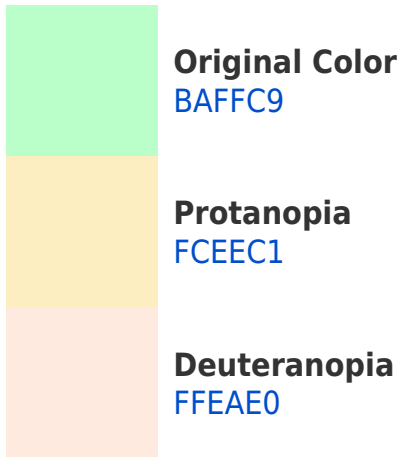 Original Color
BAFFC9
Protanopia
FCEEC1
Deuteranopia
FFEAE0